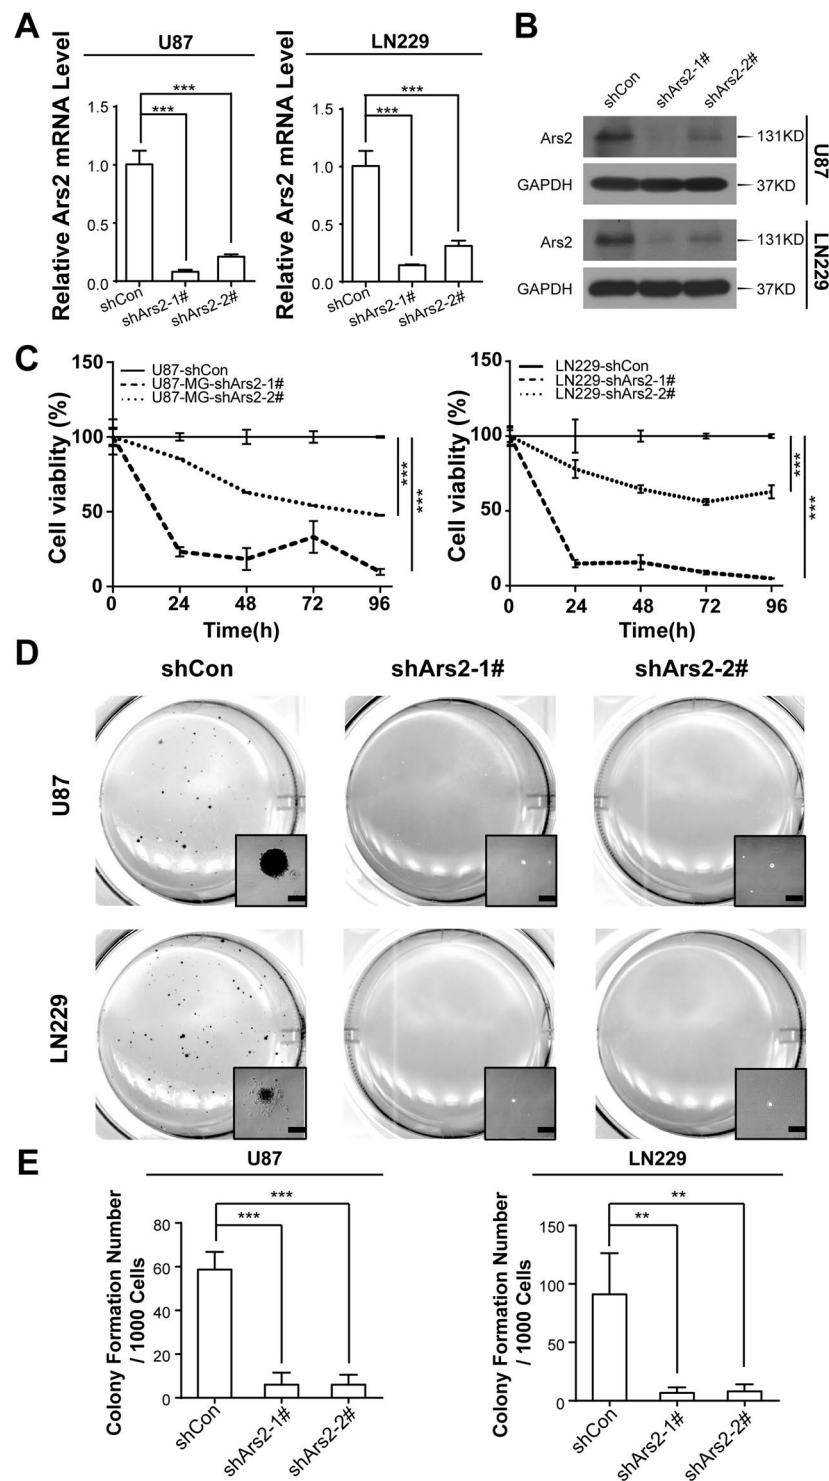 A
U87
Relative Ars2 mRNA Level
1.5
1.0
0.5
0.0
***
***
shCon
shArs2-1#
shArs2-2#
LN229
Relative Ars2 mRNA Level
1.5
1.0
0.5
0.0
***
***
shCon
shArs2-1#
shArs2-2#
B
shCon
shArs2-1#
shArs2-2#
Ars2
131KD
GAPDH
37KD
U87
Ars2
131KD
GAPDH
37KD
LN229
C
Cell viablity (%)
150
100
50
0
U87-shCon
U87-MG-shArs2-1#
U87-MG-shArs2-2#
***
***
0 24 48 72 96
Time(h)
Cell viablity (%)
150
100
50
0
LN229-shCon
LN229-shArs2-1#
LN229-shArs2-2#
***
***
0 24 48 72 96
Time(h)
D
shCon shArs2-1# shArs2-2#
U87
LN229
E
U87
Colony Formation Number
/ 1000 Cells
80
60
40
20
0
***
***
shCon
shArs2-1#
shArs2-2#
LN229
Colony Formation Number
/ 1000 Cells
150
100
50
0
**
**
shCon
shArs2-1#
shArs2-2#